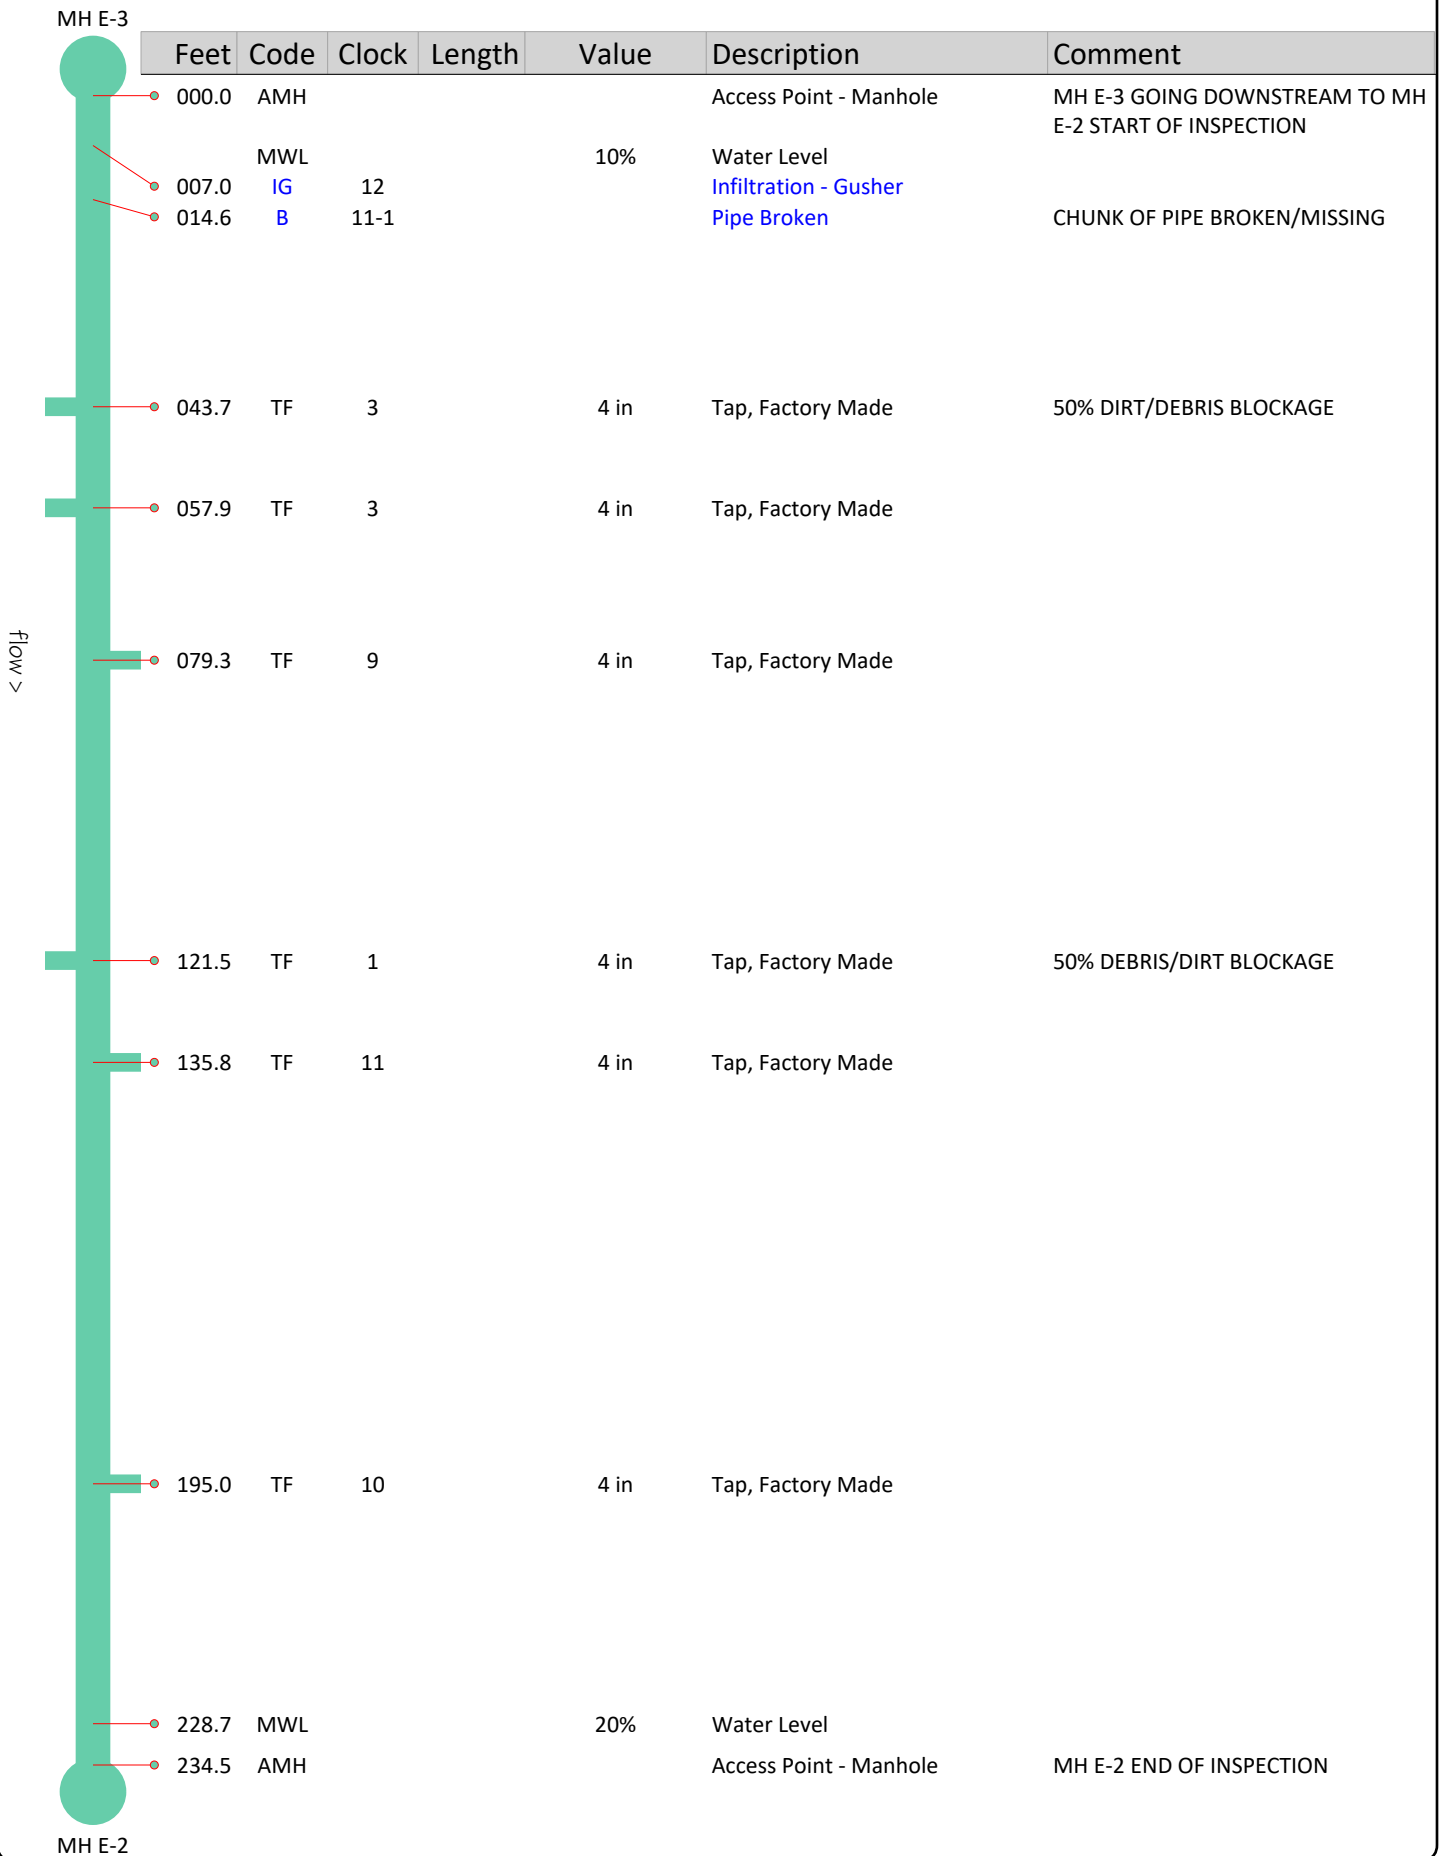 MH E-3
Feet Code Clock Length Value Description Comment
000.0 AMH Access Point - Manhole MH E-3 GOING DOWNSTREAM TO MH
E-2 START OF INSPECTION
MWL 10% Water Level
007.0 IG 12 Infiltration - Gusher
014.6 B 11-1 Pipe Broken CHUNK OF PIPE BROKEN/MISSING
043.7 TF 3 4 in Tap, Factory Made 50% DIRT/DEBRIS BLOCKAGE
057.9 TF 3 4 in Tap, Factory Made
flow >
079.3 TF 9 4 in Tap, Factory Made
121.5 TF 1 4 in Tap, Factory Made 50% DEBRIS/DIRT BLOCKAGE
135.8 TF 11 4 in Tap, Factory Made
195.0 TF 10 4 in Tap, Factory Made
228.7 MWL 20% Water Level
234.5 AMH Access Point - Manhole MH E-2 END OF INSPECTION
MH E-2